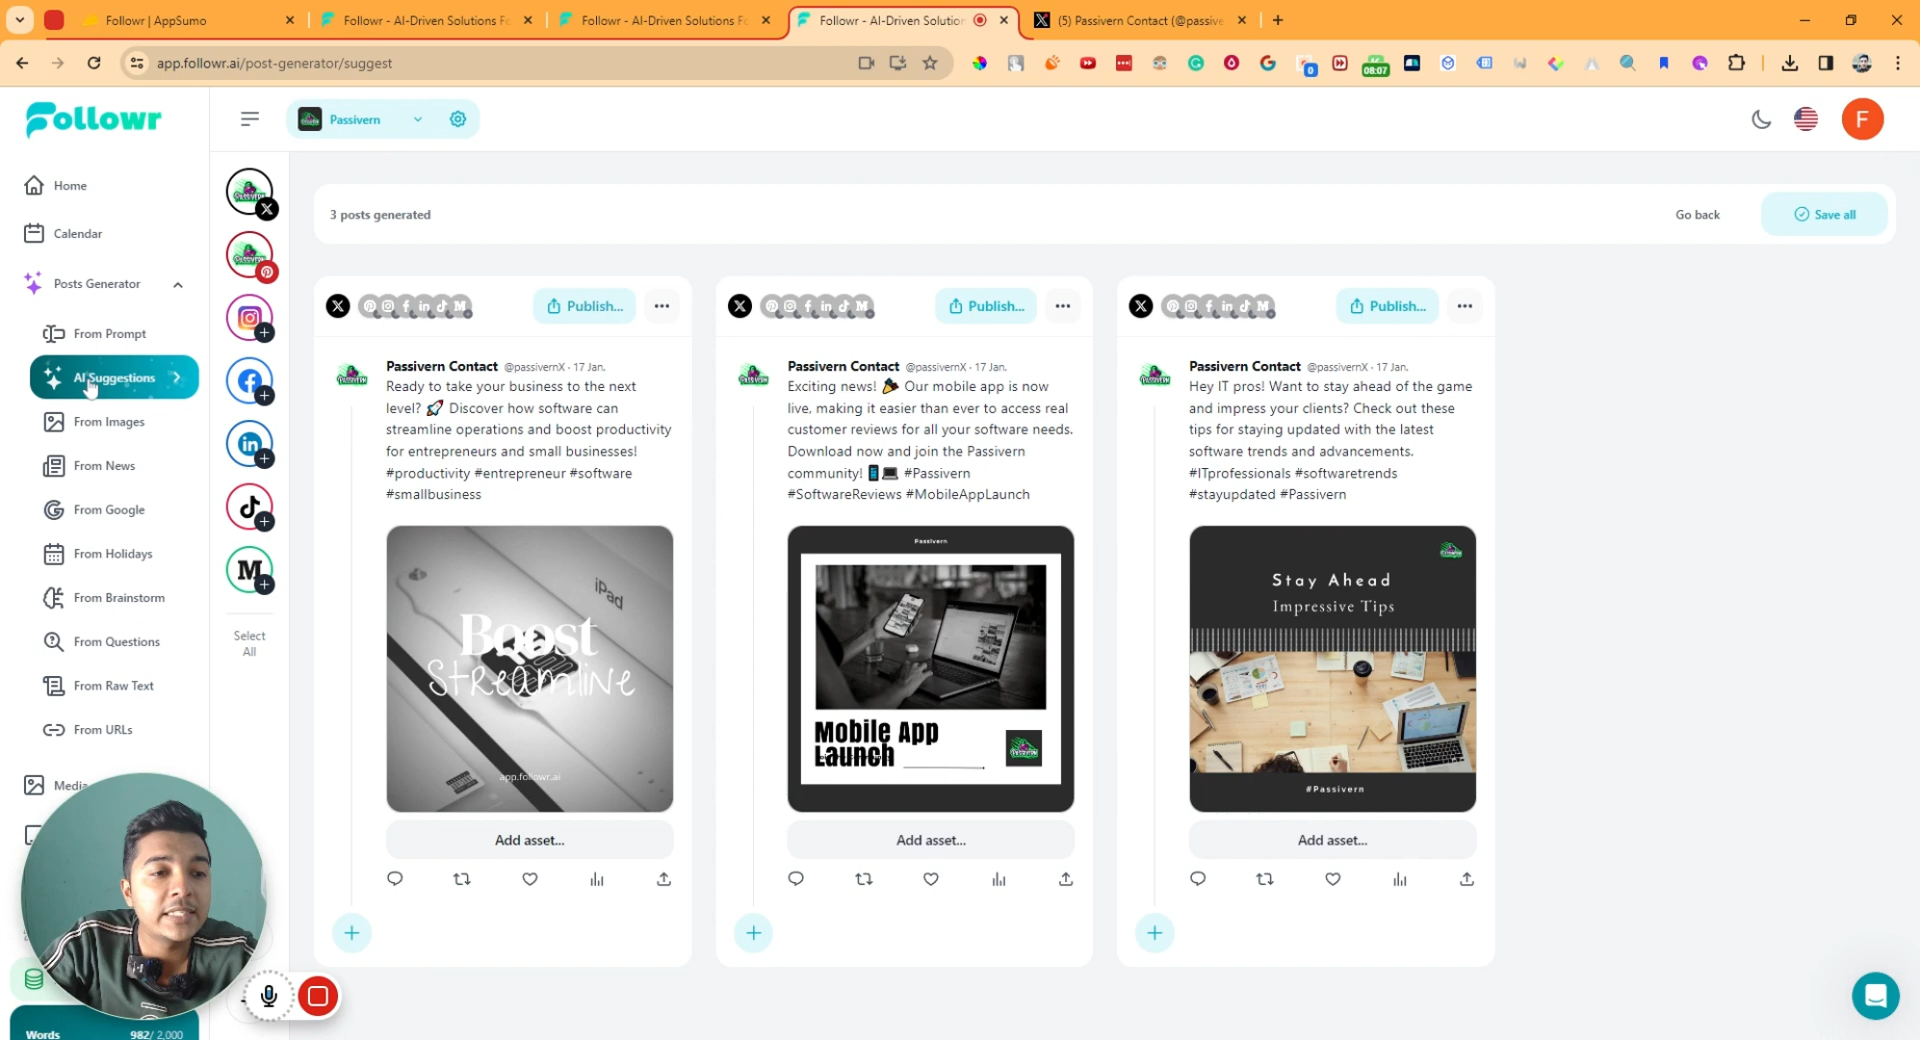 Followr | AppSumo
Followr - AI-Driven Solutions Fo
Followr - AI-Driven Solutions Fo
Followr - AI-Driven Solution
(5) Passivern Contact (@passive
app.followr.ai/post-generator/suggest
0
08:07
Followr
Passivern
F
Home
Calendar
Posts Generator
From Prompt
AI Suggestions
From Images
From News
From Google
From Holidays
From Brainstorm
From Questions
From Raw Text
From URLs
Media
Words 982/ 2,000
Select
All
3 posts generated
Go back
Save all
Publish...
Passivern Contact @passivernX · 17 Jan.
Ready to take your business to the next
level? 🚀 Discover how software can
streamline operations and boost productivity
for entrepreneurs and small businesses!
#productivity #entrepreneur #software
#smallbusiness
iPad
Boost
Streamline
app.followr.ai
Add asset...
Publish...
Passivern Contact @passivernX · 17 Jan.
Exciting news! 🎉 Our mobile app is now
live, making it easier than ever to access real
customer reviews for all your software needs.
Download now and join the Passivern
community! 📱💻 #Passivern
#SoftwareReviews #MobileAppLaunch
Passivern
Mobile App
Launch
Add asset...
Publish...
Passivern Contact @passivernX · 17 Jan.
Hey IT pros! Want to stay ahead of the game
and impress your clients? Check out these
tips for staying updated with the latest
software trends and advancements.
#ITprofessionals #softwaretrends
#stayupdated #Passivern
Stay Ahead
Impressive Tips
#Passivern
Add asset...